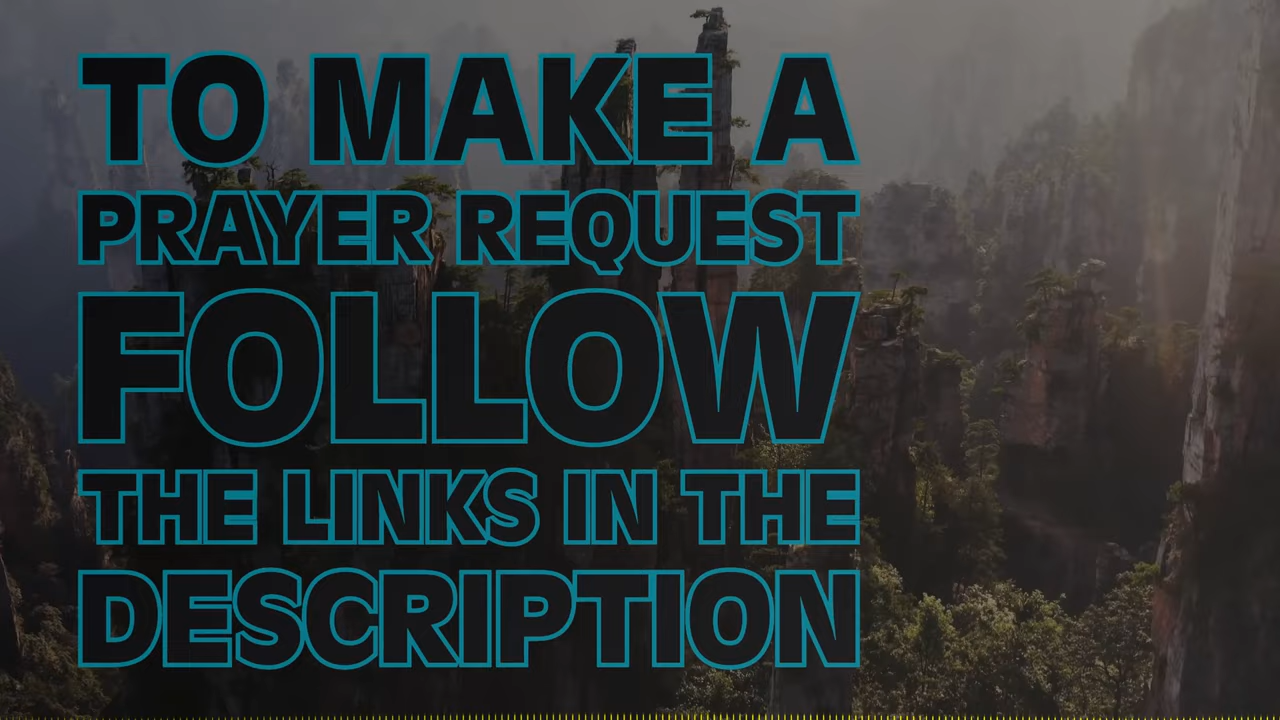 TO MAKE A
PRAYER REQUEST
FOLLOW
THE LINKS IN THE
DESCRIPTION